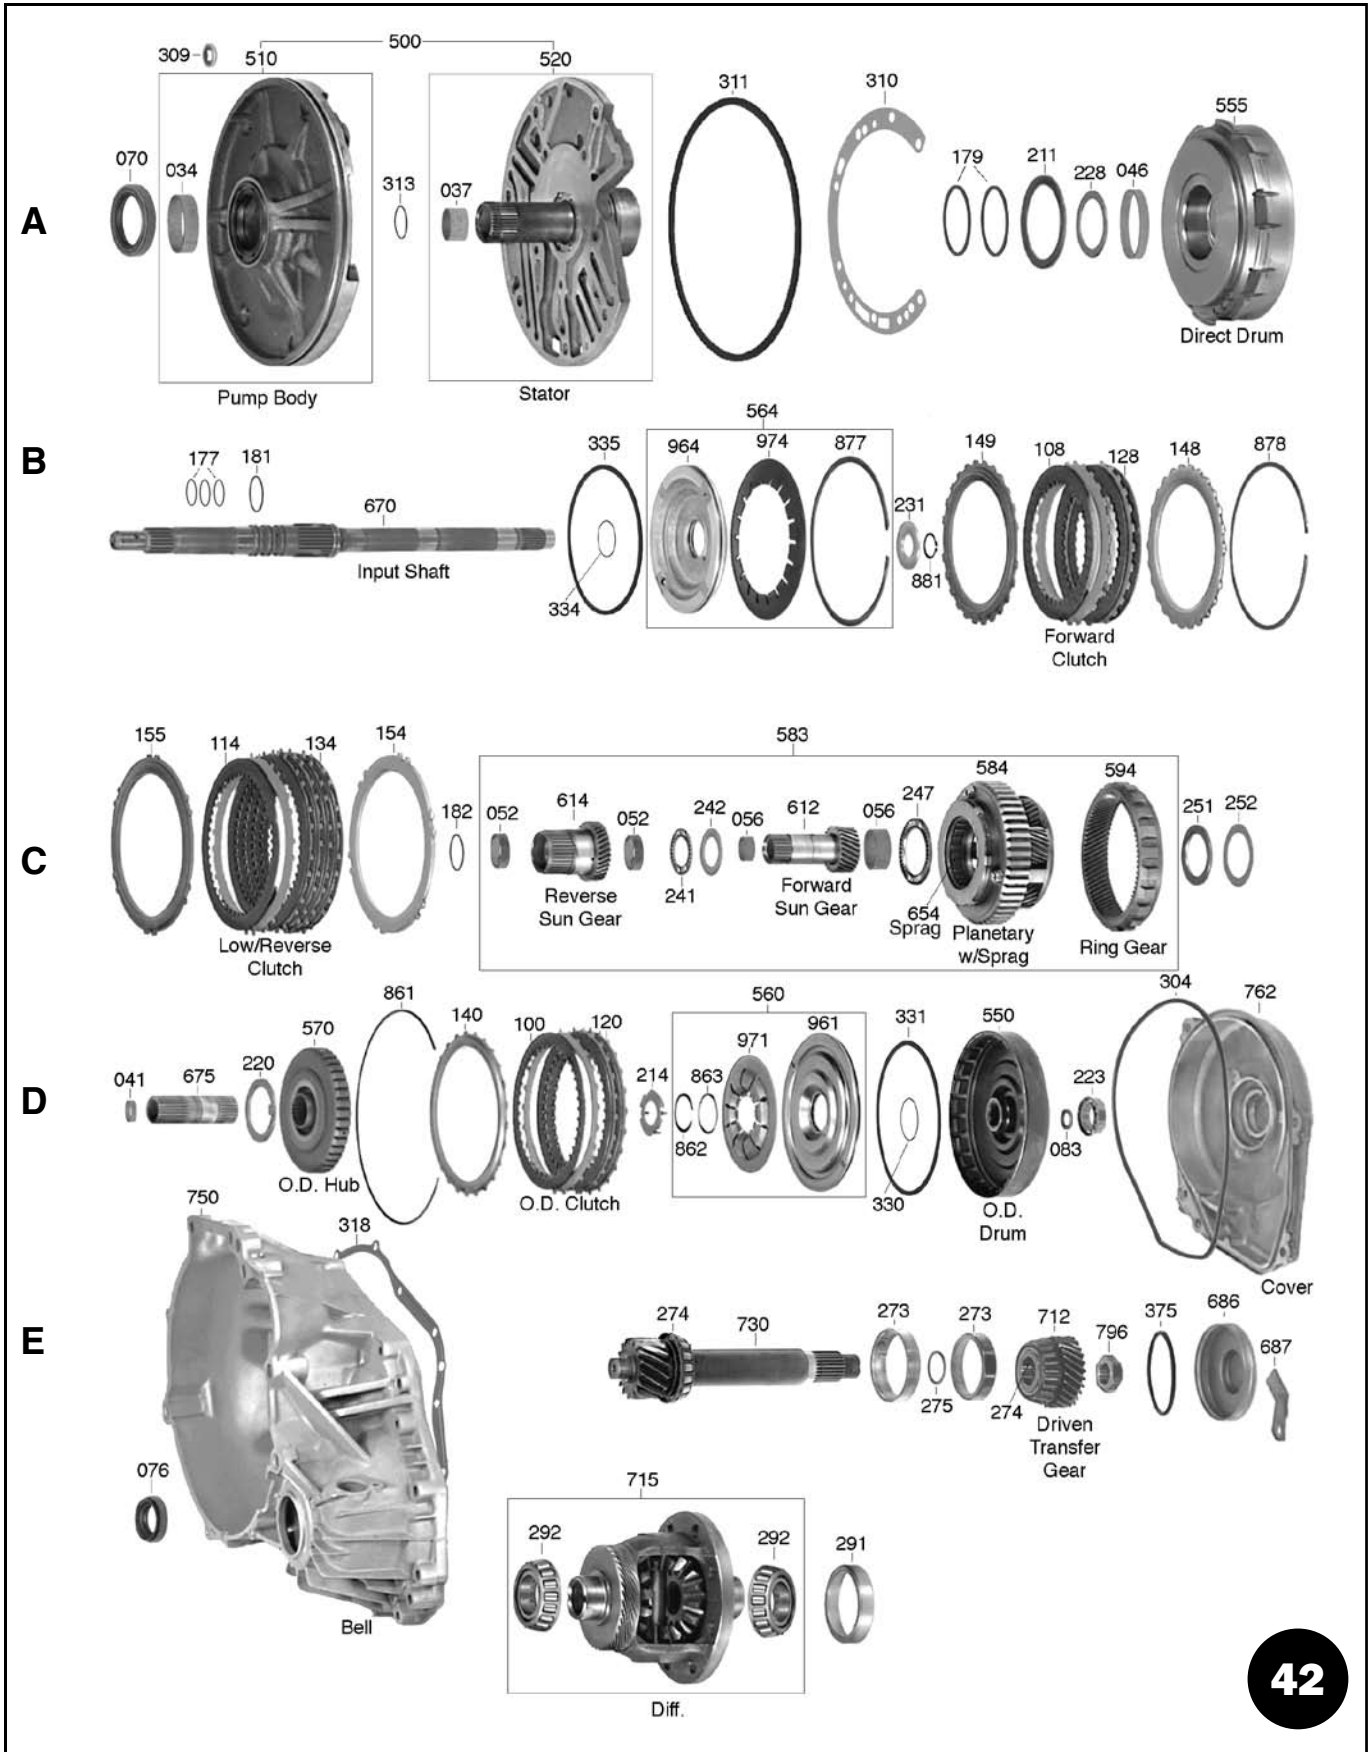 500
309 510 520
311 310
555
070 034 313 037 179 211 228 046
A
Direct Drum
Pump Body Stator
564
B
177 181 335 964 974 877 149 108 128 148 878
670 231
Input Shaft 334 881
Forward
Clutch
155 114 134 154 583
584 594
182 052 614 052 242 056 612 056 247 251 252
C
241
Reverse
Sun Gear
Forward
Sun Gear
654
Sprag
Planetary
w/Sprag
Ring Gear
Low/Reverse
Clutch
861 560 304 762
570 140 100 120 971 961 331 550
041 675 220 214 863 223
D
862 083
O.D. Hub O.D. Clutch 330
O.D.
Drum
Cover
750 318
E
274 730 273 273 712 796 375 686 687
275 274
Driven
Transfer
Gear
076 715
292 292 291
Bell
Diff.
42